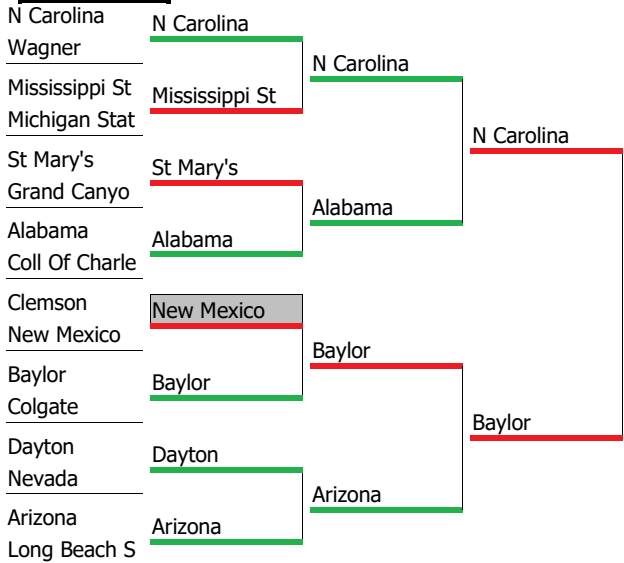 N Carolina
Wagner
Mississippi St
Michigan Stat
St Mary's
Grand Canyo
Alabama
Coll Of Charle
Clemson
New Mexico
Baylor
Colgate
Dayton
Nevada
Arizona
Long Beach S
N Carolina
Mississippi St
St Mary's
Alabama
New Mexico
Baylor
Dayton
Arizona
N Carolina
Alabama
Baylor
Arizona
N Carolina
Baylor